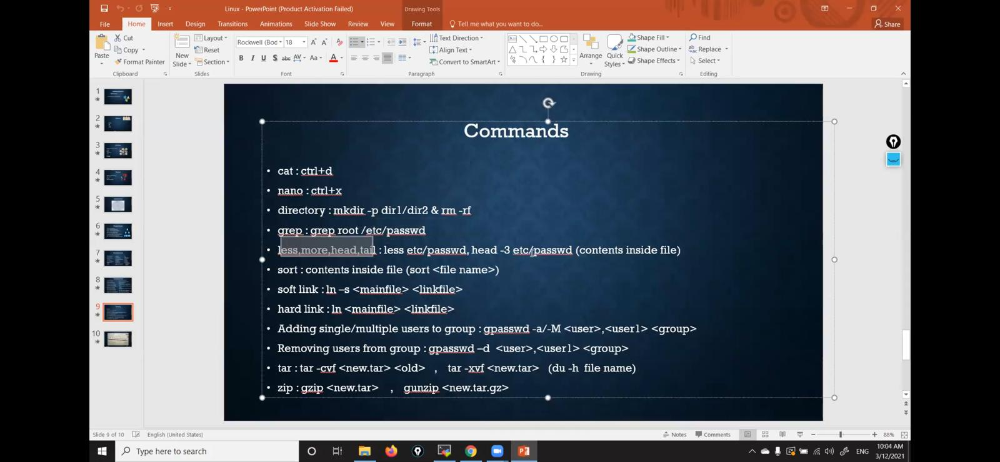 Linux - PowerPoint (Product Activation Failed)
Drawing Tools
File
Home
Insert
Design
Transitions
Animations
Slide Show
Review
View
Format
Tell me what you want to do...
Share
Paste
Cut
Copy
Format Painter
Clipboard
New
Slide
Layout
Reset
Section
Slides
Rockwell (Boc
18
B I U S abc AV Aa A
Font
Text Direction
Align Text
Convert to SmartArt
Paragraph
Arrange
Quick
Styles
Shape Fill
Shape Outline
Shape Effects
Drawing
Find
Replace
Select
Editing
1
2
3
4
5
6
7
8
9
10
Commands
• cat : ctrl+d
• nano : ctrl+x
• directory : mkdir -p dir1/dir2 & rm -rf
• grep : grep root /etc/passwd
• less,more,head,tail : less etc/passwd, head -3 etc/passwd (contents inside file)
• sort : contents inside file (sort <file name>)
• soft link : ln –s <mainfile> <linkfile>
• hard link : ln <mainfile> <linkfile>
• Adding single/multiple users to group : gpasswd -a/-M <user>,<user1> <group>
• Removing users from group : gpasswd –d <user>,<user1> <group>
• tar : tar -cvf <new.tar> <old> , tar -xvf <new.tar> (du -h file name)
• zip : gzip <new.tar> , gunzip <new.tar.gz>
Slide 9 of 10
English (United States)
Notes
Comments
88%
Type here to search
ENG
10:04 AM
3/12/2021